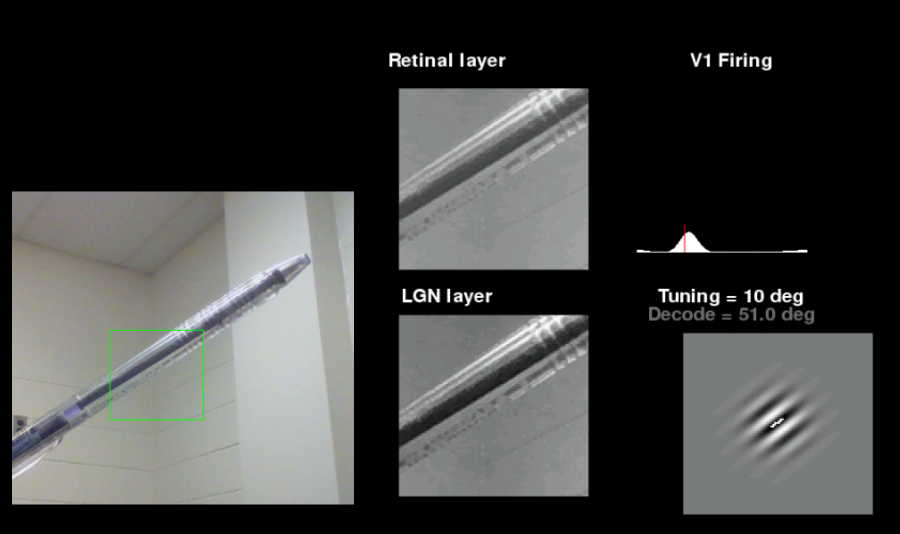 Retinal layer
V1 Firing
LGN layer
Tuning = 10 deg
Decode = 51.0 deg